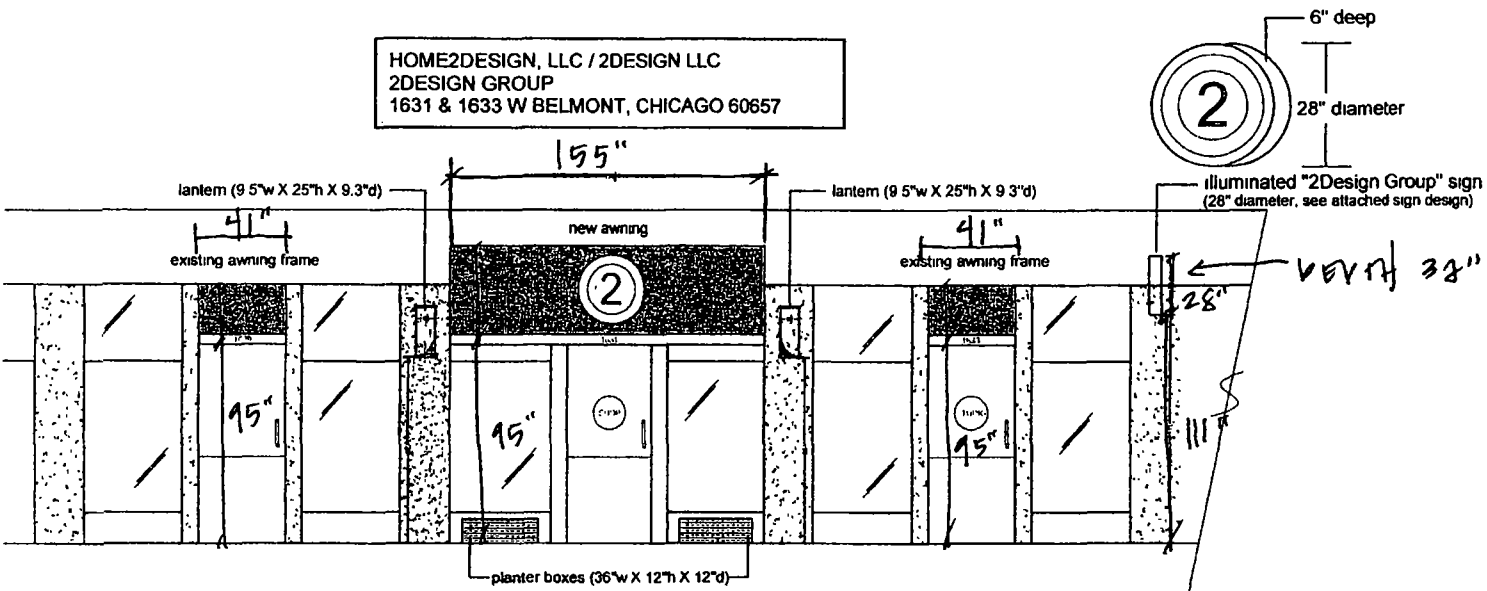 6" deep
HOME2DESIGN, LLC / 2DESIGN LLC
2DESIGN GROUP
1631 & 1633 W BELMONT, CHICAGO 60657
2
28" diameter
155"
lantern (9 5"w X 25"h X 9.3"d)
lantern (9 5"w X 25"h X 9 3"d)
illuminated "2Design Group" sign
(28" diameter, see attached sign design)
41"
new awning
41"
existing awning frame
existing awning frame
2
28"
95"
95"
95"
111"
planter boxes (36"w X 12"h X 12"d)